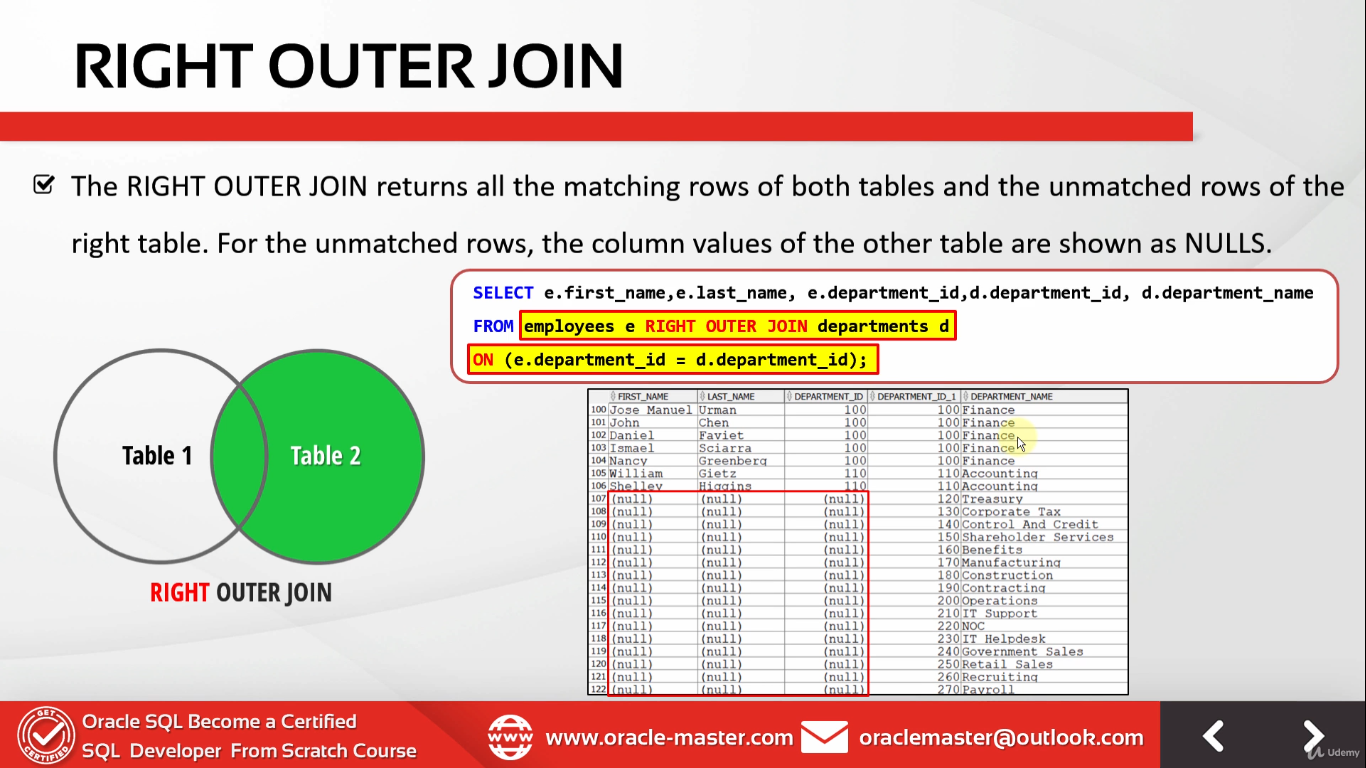 RIGHT OUTER JOIN
The RIGHT OUTER JOIN returns all the matching rows of both tables and the unmatched rows of the
right table. For the unmatched rows, the column values of the other table are shown as NULLS.
SELECT e.first_name,e.last_name, e.department_id,d.department_id, d.department_name
FROM employees e RIGHT OUTER JOIN departments d
ON (e.department_id = d.department_id);
Table 1 Table 2
RIGHT OUTER JOIN
FIRST_NAME LAST_NAME DEPARTMENT_ID DEPARTMENT_ID_1 DEPARTMENT_NAME
100 Jose Manuel Urman 100 100 Finance
101 John Chen 100 100 Finance
102 Daniel Faviet 100 100 Finance
103 Ismael Sciarra 100 100 Finance
104 Nancy Greenberg 100 100 Finance
105 William Gietz 110 110 Accounting
106 Shelley Higgins 110 110 Accounting
107 (null) (null) (null) 120 Treasury
108 (null) (null) (null) 130 Corporate Tax
109 (null) (null) (null) 140 Control And Credit
110 (null) (null) (null) 150 Shareholder Services
111 (null) (null) (null) 160 Benefits
112 (null) (null) (null) 170 Manufacturing
113 (null) (null) (null) 180 Construction
114 (null) (null) (null) 190 Contracting
115 (null) (null) (null) 200 Operations
116 (null) (null) (null) 210 IT Support
117 (null) (null) (null) 220 NOC
118 (null) (null) (null) 230 IT Helpdesk
119 (null) (null) (null) 240 Government Sales
120 (null) (null) (null) 250 Retail Sales
121 (null) (null) (null) 260 Recruiting
122 (null) (null) (null) 270 Payroll
GET CERTIFIED
Oracle SQL Become a Certified
SQL Developer From Scratch Course
www
www.oracle-master.com
oraclemaster@outlook.com
Udemy